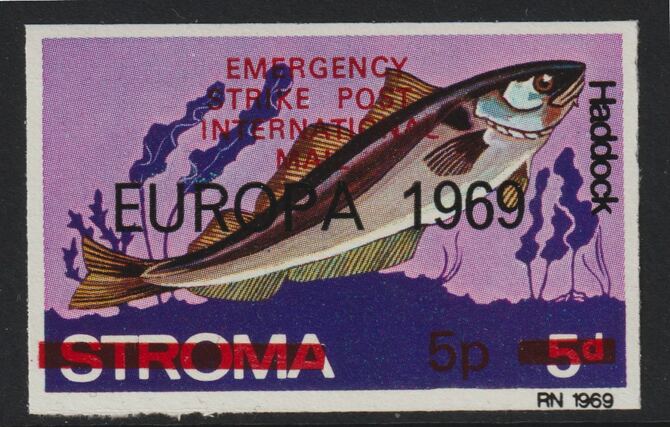 EMERGENCY
STRIKE POST
INTERNATIONAL
MAIL
Haddock
EUROPA 1969
STROMA 5p 5d
RN 1969